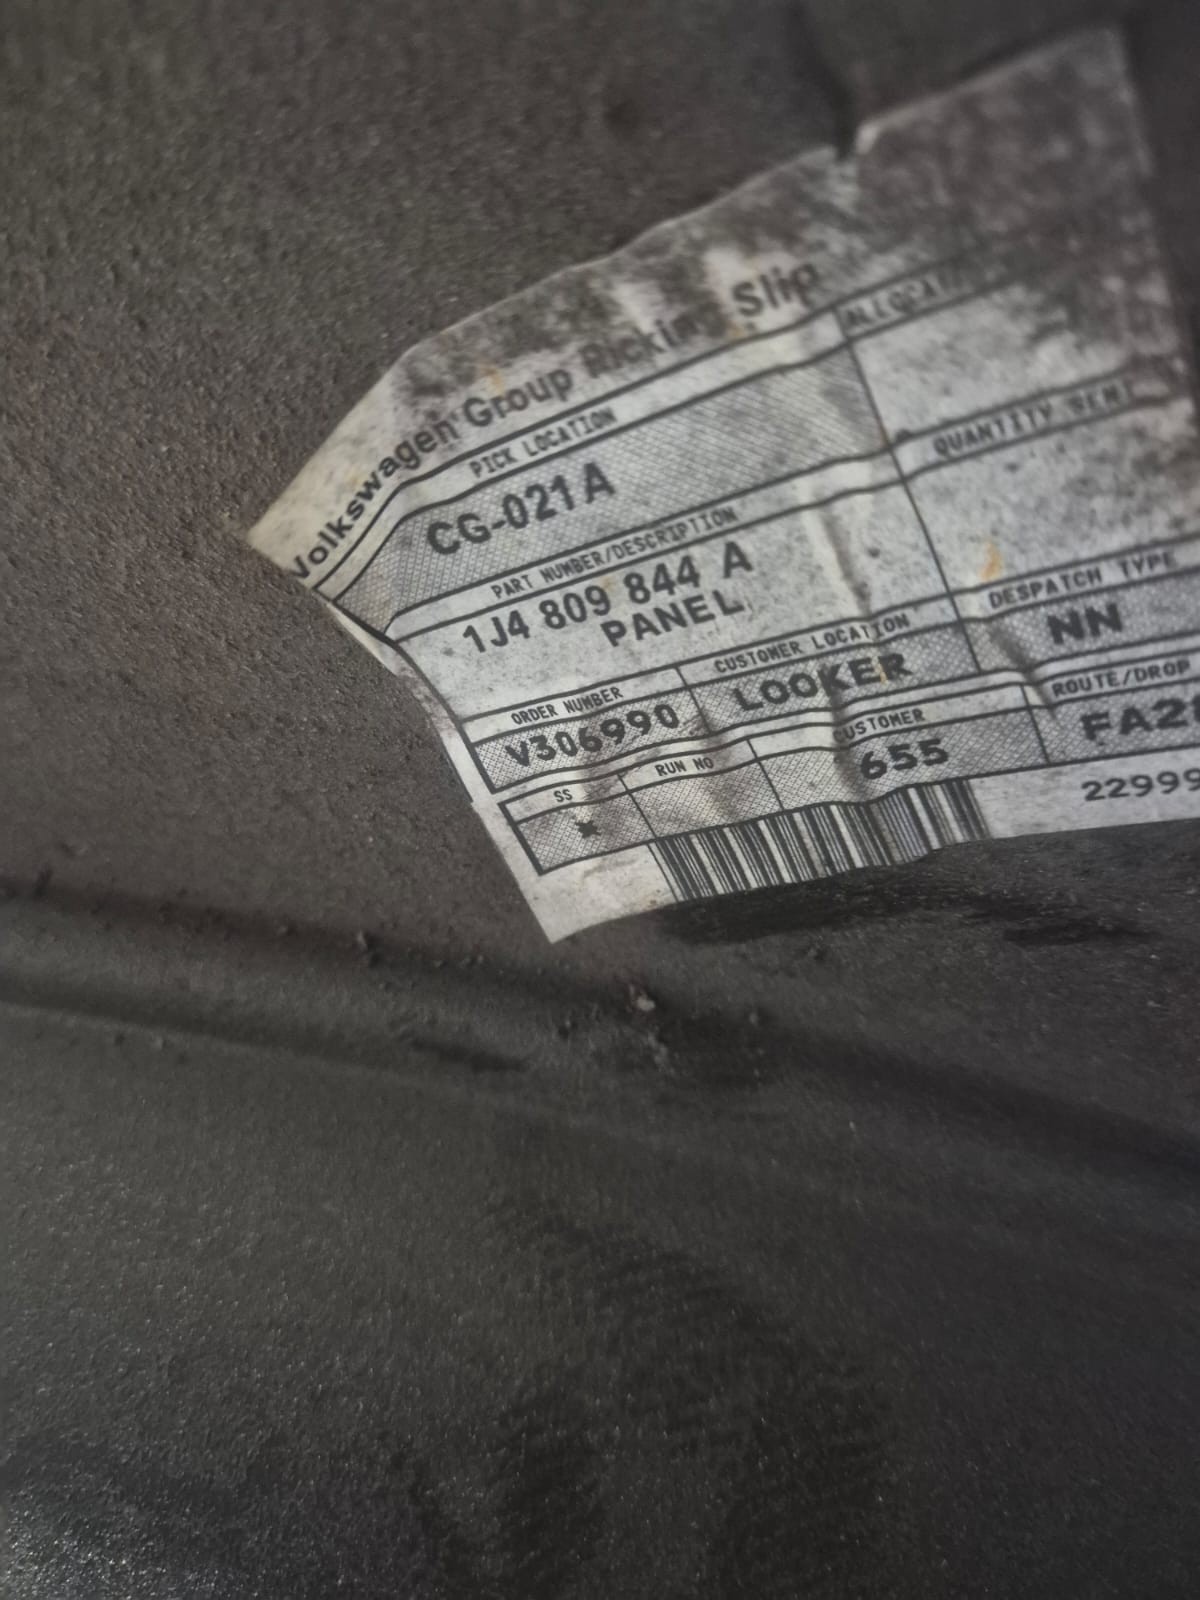 Volkswagen Group Picking Slip
PICK LOCATION
CG-021A
PART NUMBER/DESCRIPTION
QUANTITY
1J4 809 844 A
PANEL
DESPATCH TYPE
NN
ORDER NUMBER
CUSTOMER LOCATION
V306990
LOOKER
ROUTE/DROP
SS
RUN NO
CUSTOMER
655
22999